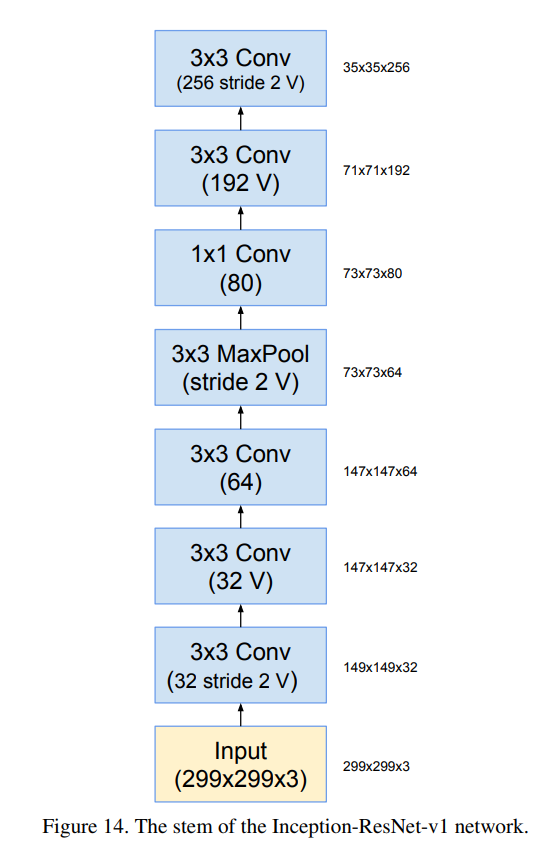 3x3 Conv
(256 stride 2 V)
35x35x256
3x3 Conv
(192 V)
71x71x192
1x1 Conv
(80)
73x73x80
3x3 MaxPool
(stride 2 V)
73x73x64
3x3 Conv
(64)
147x147x64
3x3 Conv
(32 V)
147x147x32
3x3 Conv
(32 stride 2 V)
149x149x32
Input
(299x299x3)
299x299x3
Figure 14. The stem of the Inception-ResNet-v1 network.